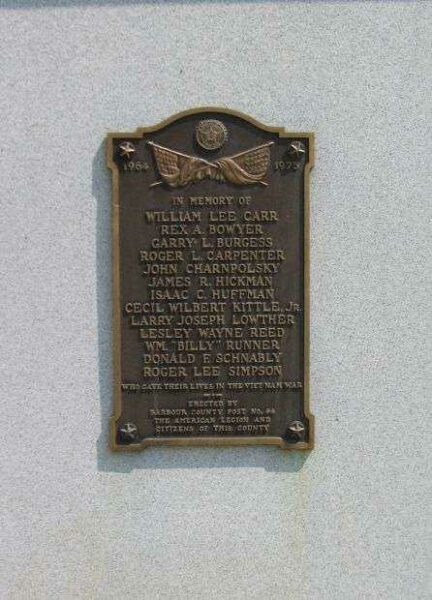 1964 1973
IN MEMORY OF
WILLIAM LEE CARR
REX A. BOWYER
GARRY L. BURGESS
ROGER L. CARPENTER
JOHN CHARNPOLSKY
JAMES R. HICKMAN
ISAAC C. HUFFMAN
CECIL WILBERT KITTLE, Jr.
LARRY JOSEPH LOWTHER
LESLEY WAYNE REED
WM. "BILLY" RUNNER
DONALD F. SCHNABLY
ROGER LEE SIMPSON
WHO GAVE THEIR LIVES IN THE VIET NAM WAR
ERECTED BY
BARBOUR COUNTY POST NO.
THE AMERICAN LEGION AND
CITIZENS OF THIS COUNTY